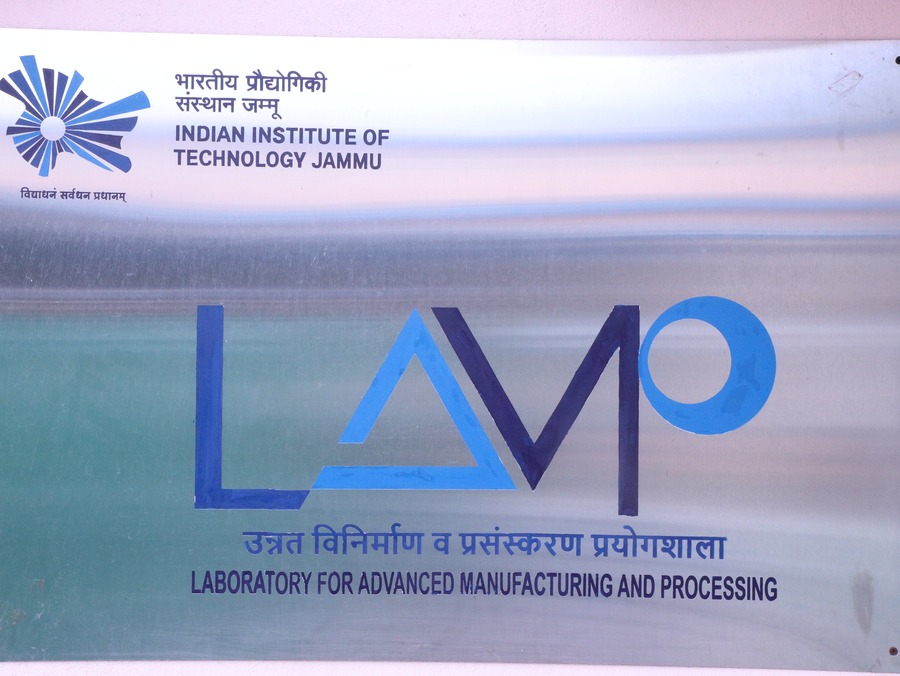 भारतीय प्रौद्योगिकी
संस्थान जम्मू
INDIAN INSTITUTE OF
TECHNOLOGY JAMMU
विद्याधनं सर्वधन प्रधानम्
LAMP
उन्नत विनिर्माण व प्रसंस्करण प्रयोगशाला
LABORATORY FOR ADVANCED MANUFACTURING AND PROCESSING